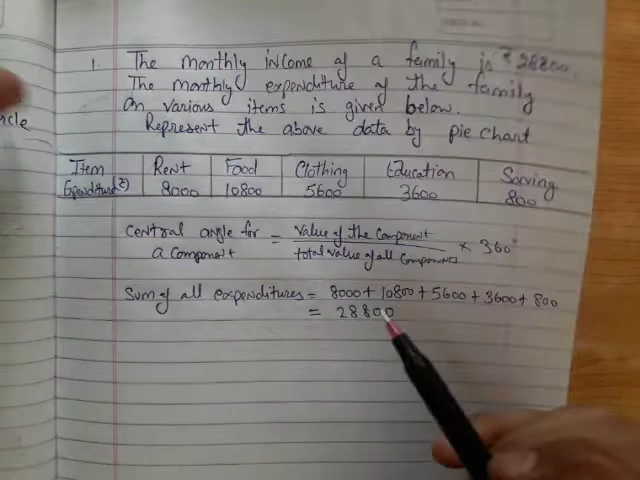 1. The monthly income of a family is ₹ 28800.
The monthly expenditure of the family
on various items is given below.
Represent the above data by pie chart
Item Rent Food Clothing Education Saving
Expenditure(₹) 8000 10800 5600 3600 800
Central angle for a component = Value of the component / total value of all components × 360°
Sum of all expenditures = 8000 + 10800 + 5600 + 3600 + 800
= 28800